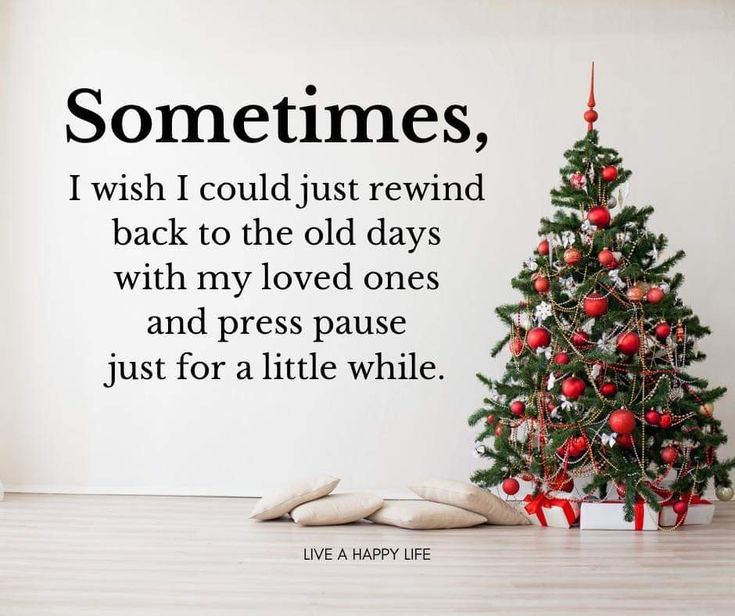 Sometimes,
I wish I could just rewind
back to the old days
with my loved ones
and press pause
just for a little while.
LIVE A HAPPY LIFE